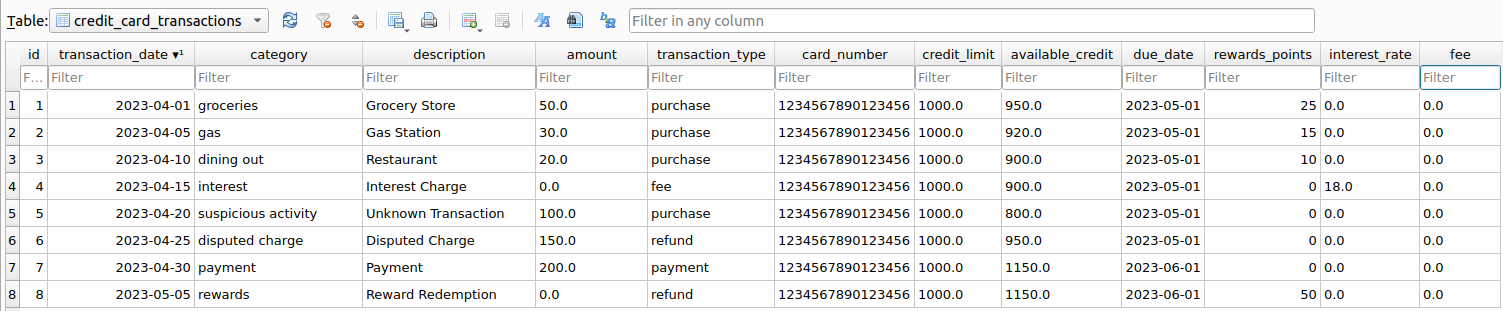 Table: credit_card_transactions Filter in any column
id transaction_date ▾¹ category description amount transaction_type card_number credit_limit available_credit due_date rewards_points interest_rate fee
F... Filter Filter Filter Filter Filter Filter Filter Filter Filter Filter Filter Filter
1 1 2023-04-01 groceries Grocery Store 50.0 purchase 1234567890123456 1000.0 950.0 2023-05-01 25 0.0 0.0
2 2 2023-04-05 gas Gas Station 30.0 purchase 1234567890123456 1000.0 920.0 2023-05-01 15 0.0 0.0
3 3 2023-04-10 dining out Restaurant 20.0 purchase 1234567890123456 1000.0 900.0 2023-05-01 10 0.0 0.0
4 4 2023-04-15 interest Interest Charge 0.0 fee 1234567890123456 1000.0 900.0 2023-05-01 0 18.0 0.0
5 5 2023-04-20 suspicious activity Unknown Transaction 100.0 purchase 1234567890123456 1000.0 800.0 2023-05-01 0 0.0 0.0
6 6 2023-04-25 disputed charge Disputed Charge 150.0 refund 1234567890123456 1000.0 950.0 2023-05-01 0 0.0 0.0
7 7 2023-04-30 payment Payment 200.0 payment 1234567890123456 1000.0 1150.0 2023-06-01 0 0.0 0.0
8 8 2023-05-05 rewards Reward Redemption 0.0 refund 1234567890123456 1000.0 1150.0 2023-06-01 50 0.0 0.0